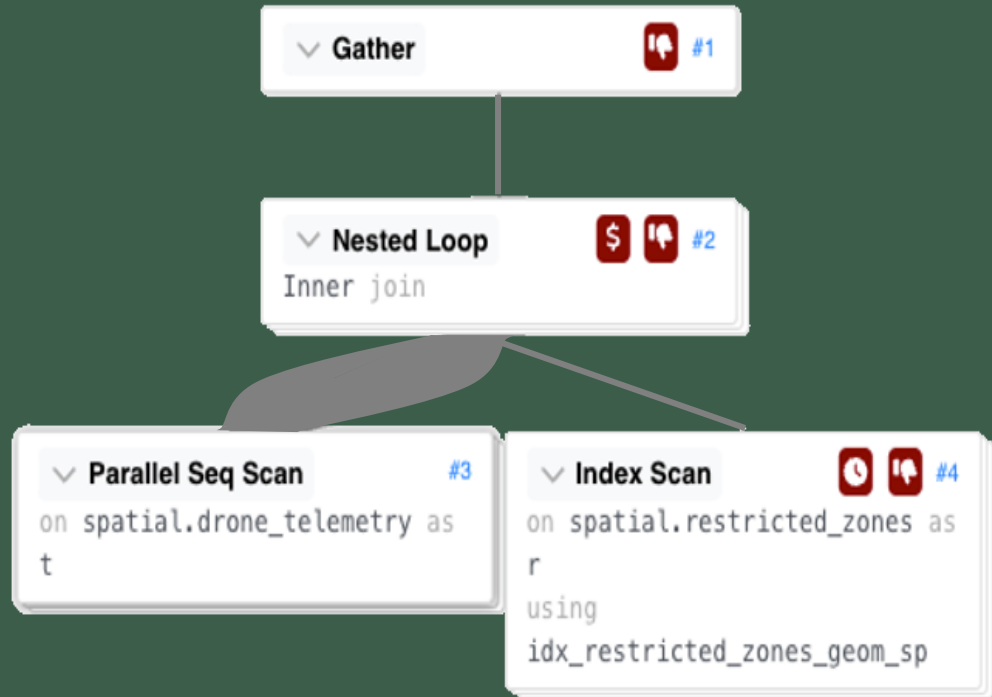 Gather #1
Nested Loop $ #2
Inner join
Parallel Seq Scan #3
on spatial.drone_telemetry as
t
Index Scan #4
on spatial.restricted_zones as
r
using
idx_restricted_zones_geom_sp